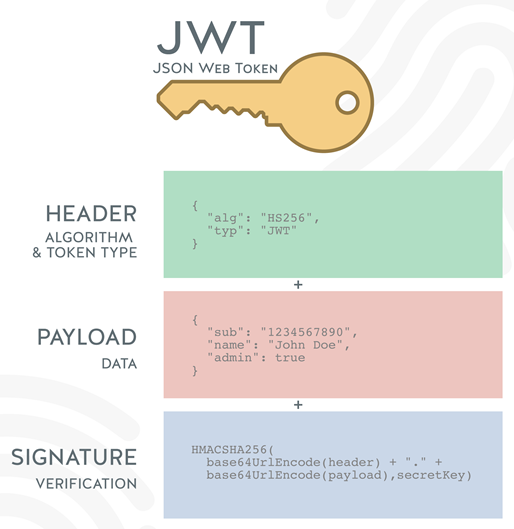 JWT
JSON Web Token
HEADER
ALGORITHM
& TOKEN TYPE
{
  "alg": "HS256",
  "typ": "JWT"
}
+
PAYLOAD
DATA
{
  "sub": "1234567890",
  "name": "John Doe",
  "admin": true
}
+
SIGNATURE
VERIFICATION
HMACSHA256(
  base64UrlEncode(header) + "." +
  base64UrlEncode(payload),secretKey)